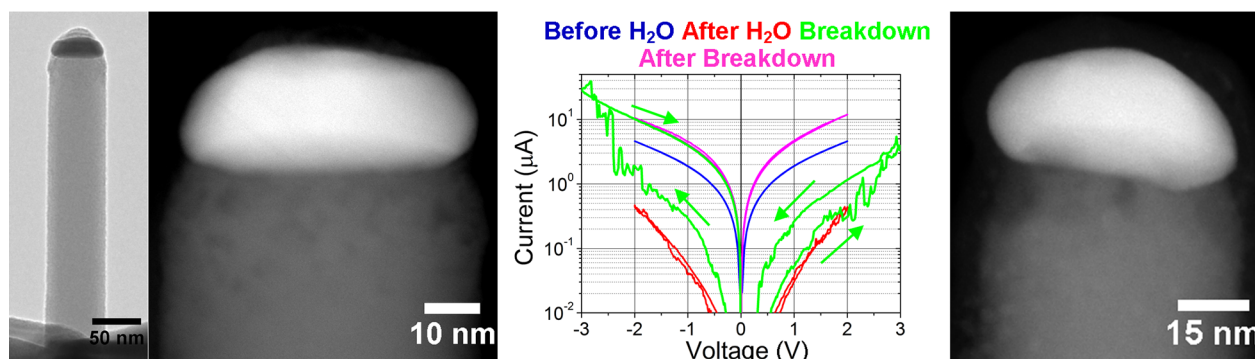 50 nm
10 nm
Before H₂O After H₂O Breakdown
After Breakdown
Current (μA)
10¹
10⁰
10⁻¹
10⁻²
-3 -2 -1 0 1 2 3
Voltage (V)
15 nm